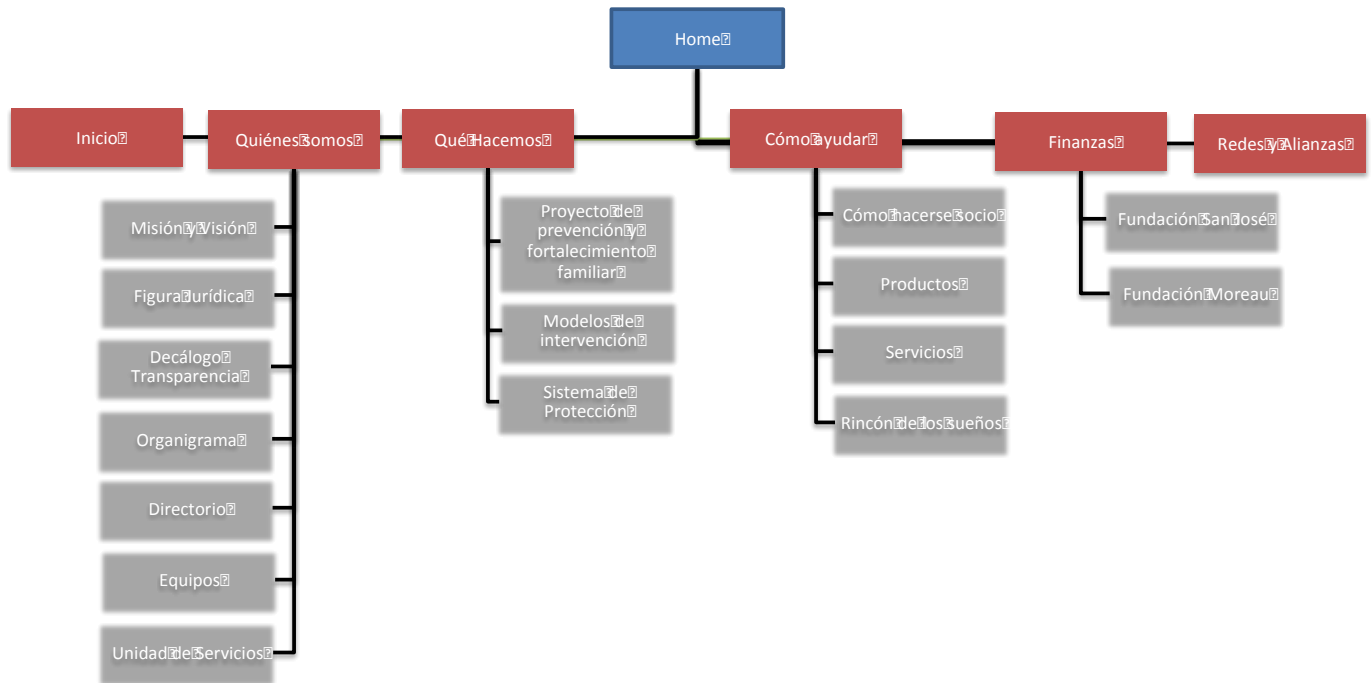 Home
Inicio
Quiénes somos
Qué Hacemos
Cómo ayudar
Finanzas
Redes y Alianzas
Misión y Visión
Figura Jurídica
Decálogo
Transparencia
Organigrama
Directorio
Equipos
Unidad de Servicios
Proyecto de
prevención y
fortalecimiento
familiar
Modelos de
intervención
Sistema de
Protección
Cómo hacerse socio
Productos
Servicios
Rincón de los sueños
Fundación San José
Fundación Moreau